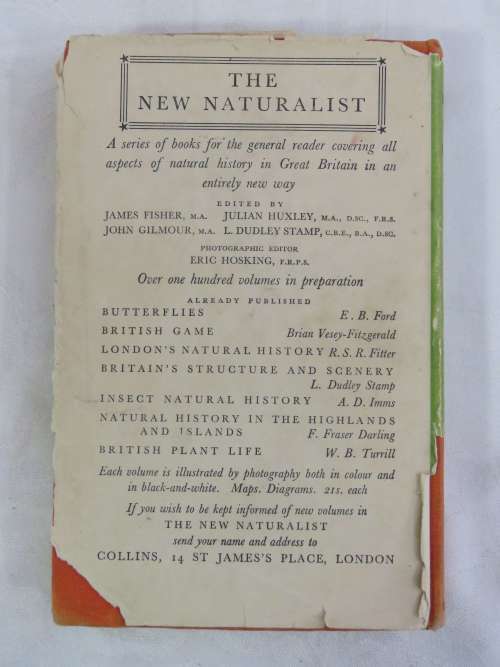 THE
NEW NATURALIST
A series of books for the general reader covering all
aspects of natural history in Great Britain in an
entirely new way
EDITED BY
JAMES FISHER, M.A. JULIAN HUXLEY, M.A., D.SC., F.R.S.
JOHN GILMOUR, M.A. L. DUDLEY STAMP, C.B.E., B.A., D.SC.
PHOTOGRAPHIC EDITOR
ERIC HOSKING, F.R.P.S.
Over one hundred volumes in preparation
ALREADY PUBLISHED
BUTTERFLIES E. B. Ford
BRITISH GAME Brian Vesey-Fitzgerald
LONDON'S NATURAL HISTORY R. S. R. Fitter
BRITAIN'S STRUCTURE AND SCENERY
L. Dudley Stamp
INSECT NATURAL HISTORY A. D. Imms
NATURAL HISTORY IN THE HIGHLANDS
AND ISLANDS F. Fraser Darling
BRITISH PLANT LIFE W. B. Turrill
Each volume is illustrated by photography both in colour and
in black-and-white. Maps. Diagrams. 21s. each
If you wish to be kept informed of new volumes in
THE NEW NATURALIST
send your name and address to
COLLINS, 14 ST JAMES'S PLACE, LONDON